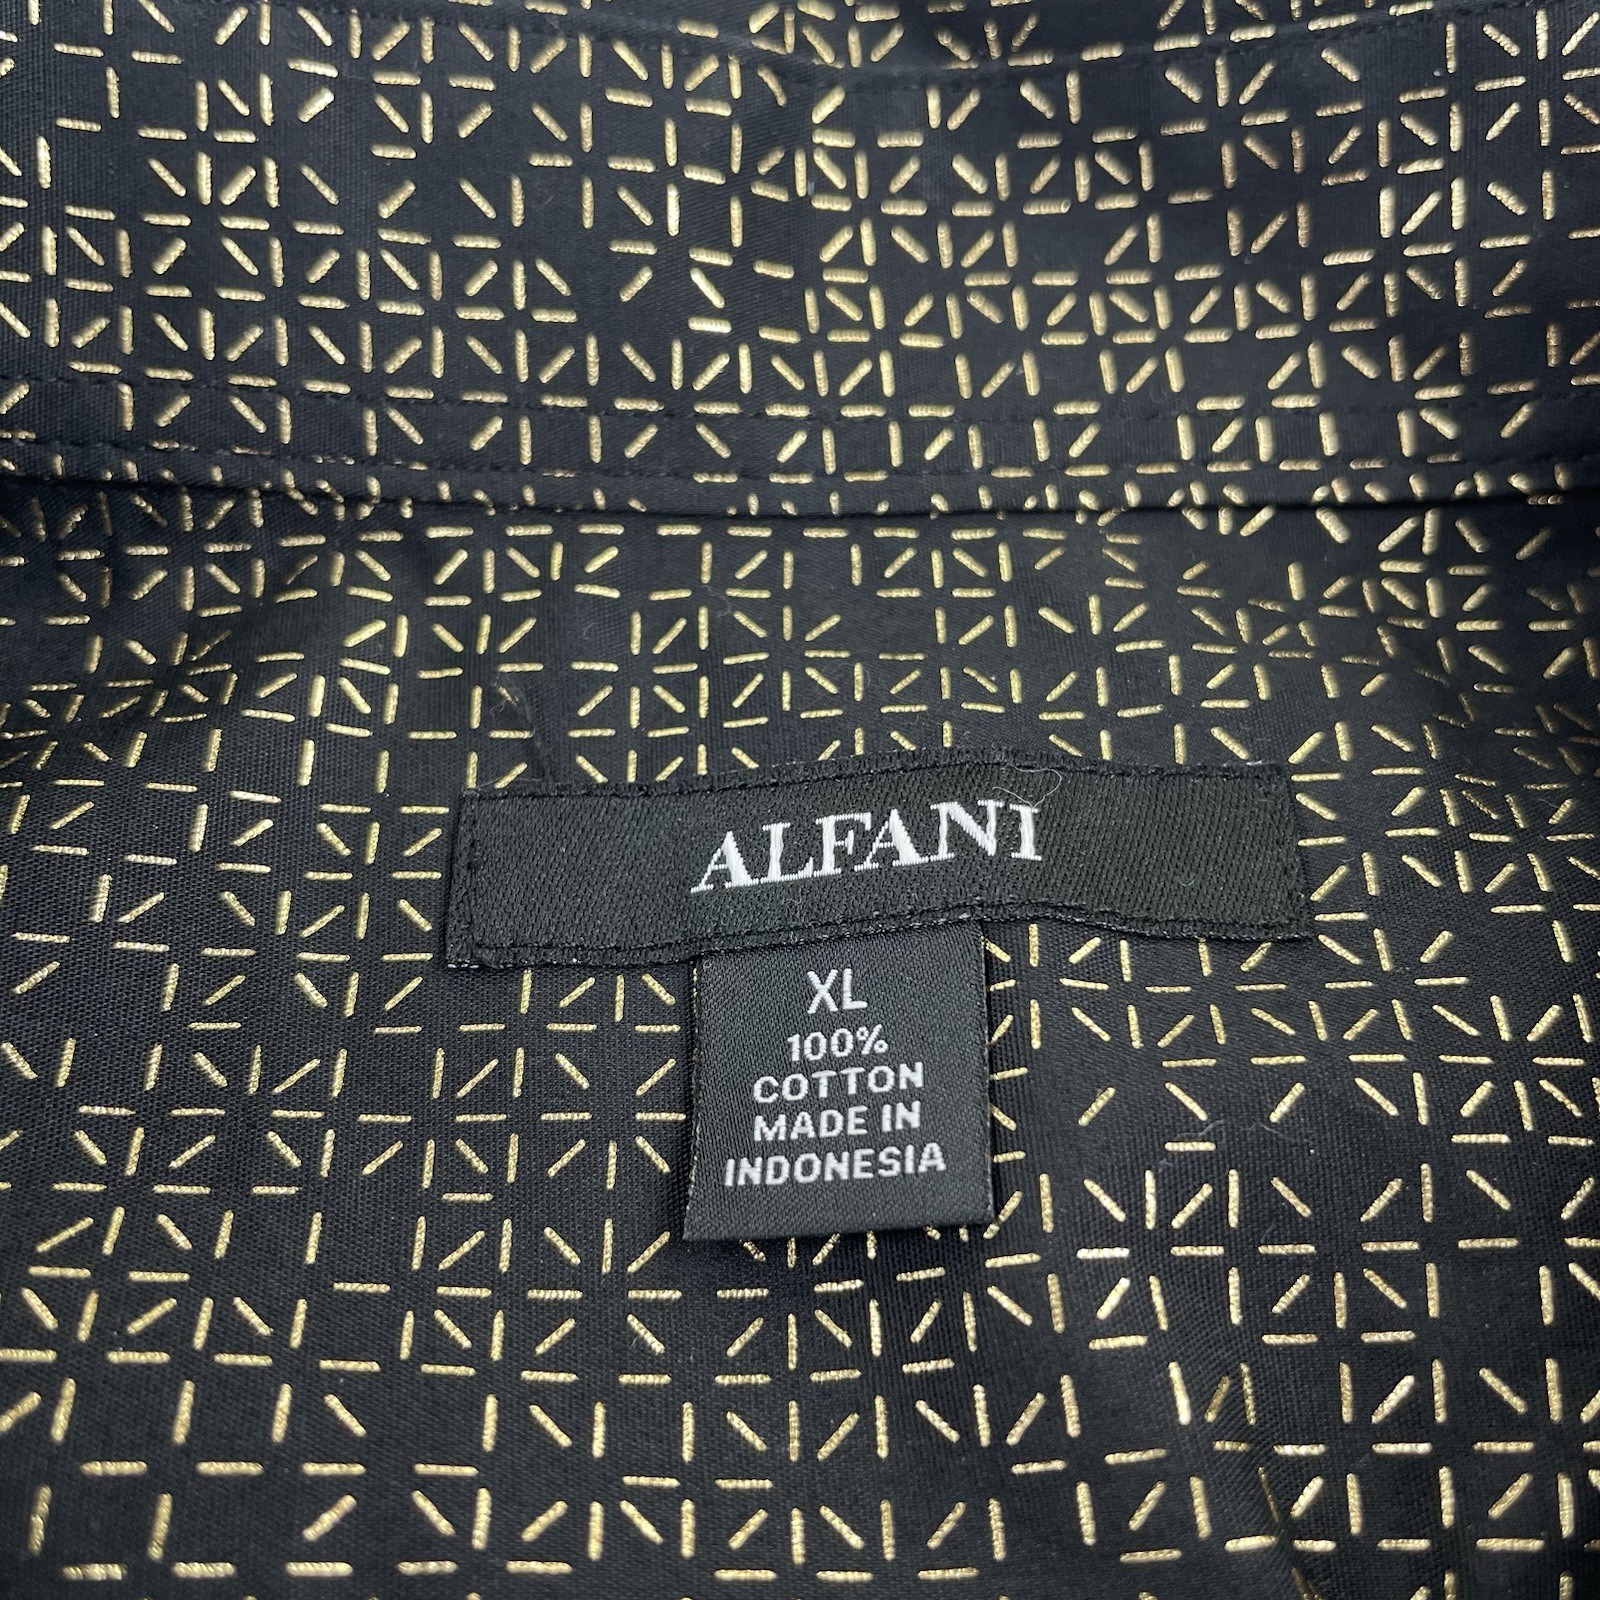 ALFANI
XL
100%
COTTON
MADE IN
INDONESIA